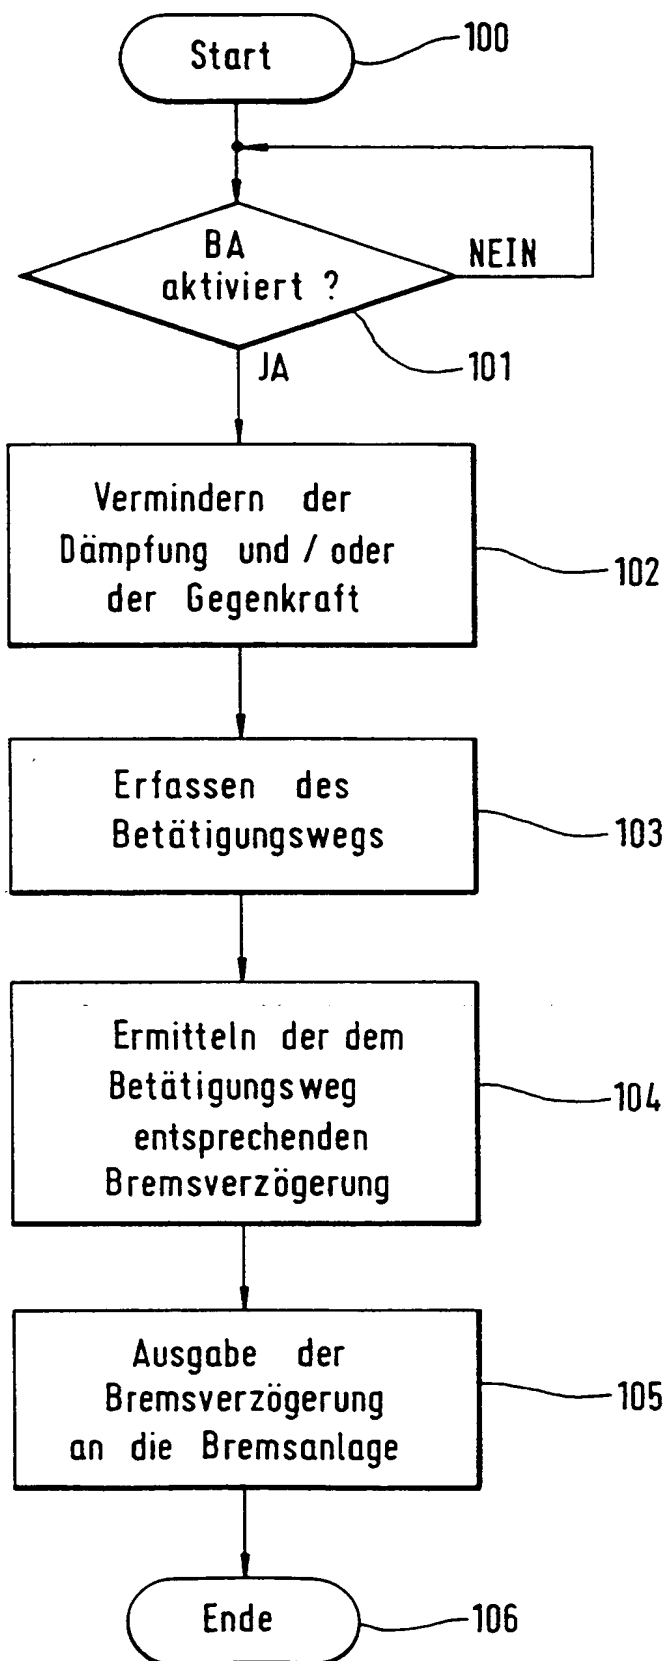 Start
100
BA
aktiviert ?
NEIN
JA
101
Vermindern der
Dämpfung und / oder
der Gegenkraft
102
Erfassen des
Betätigungswegs
103
Ermitteln der dem
Betätigungsweg
entsprechenden
Bremsverzögerung
104
Ausgabe der
Bremsverzögerung
an die Bremsanlage
105
Ende
106